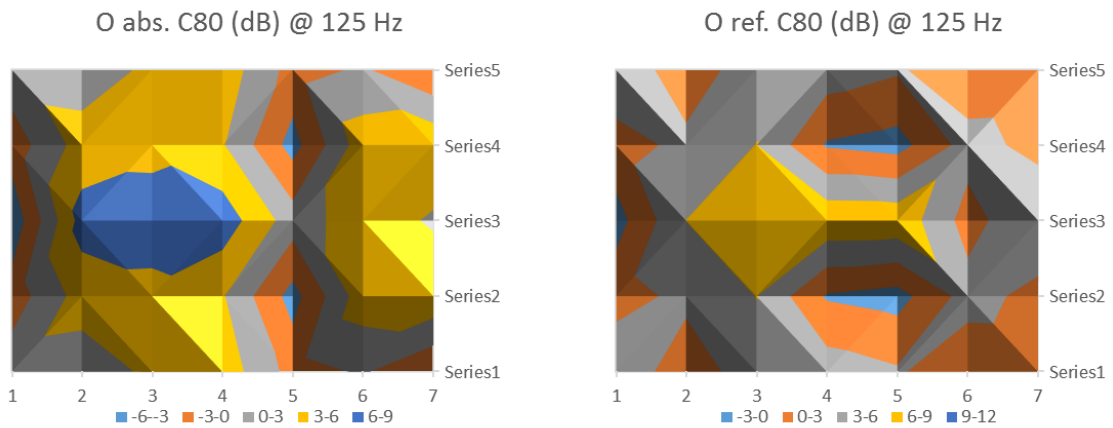 O abs. C80 (dB) @ 125 Hz
Series5
Series4
Series3
Series2
Series1
1 2 3 4 5 6 7
-6--3 -3-0 0-3 3-6 6-9
O ref. C80 (dB) @ 125 Hz
Series5
Series4
Series3
Series2
Series1
1 2 3 4 5 6 7
-3-0 0-3 3-6 6-9 9-12